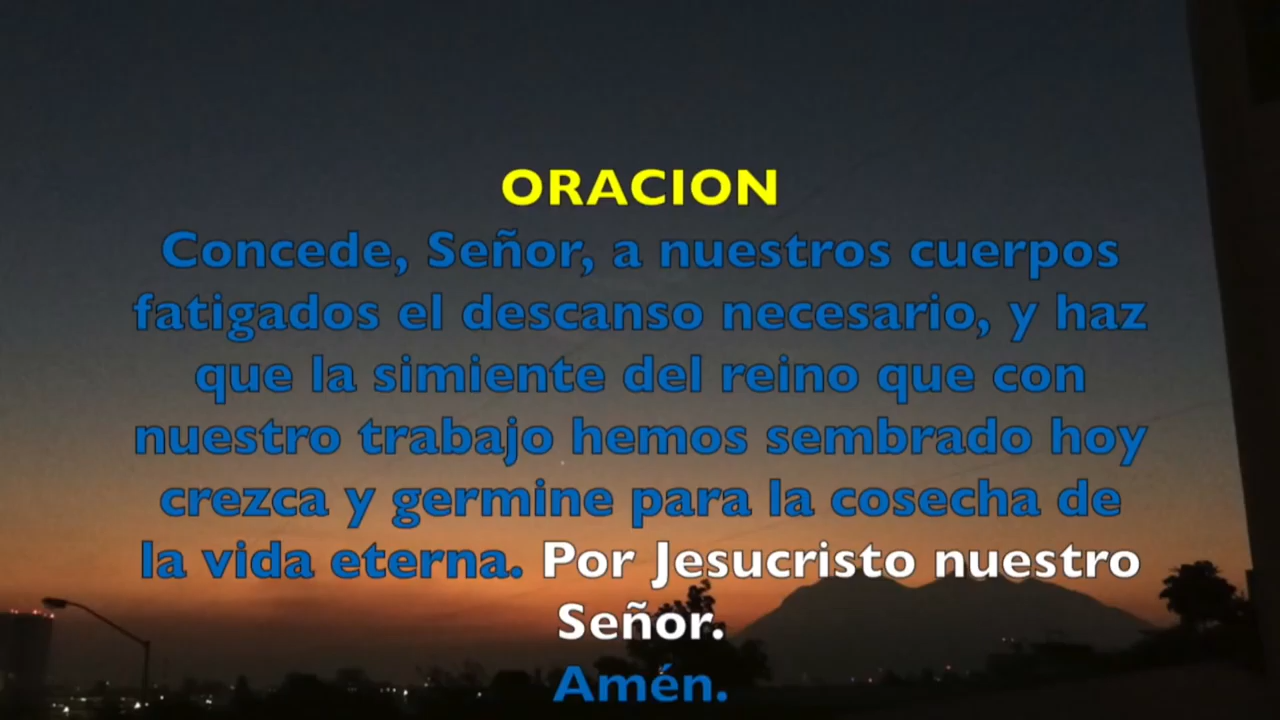 ORACION
Concede, Señor, a nuestros cuerpos
fatigados el descanso necesario, y haz
que la simiente del reino que con
nuestro trabajo hemos sembrado hoy
crezca y germine para la cosecha de
la vida eterna. Por Jesucristo nuestro
Señor.
Amén.